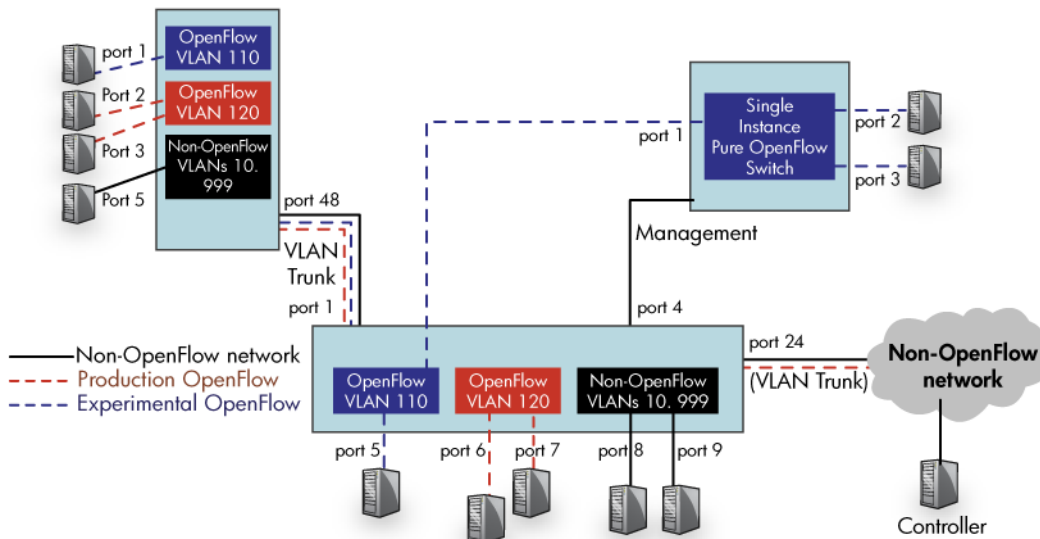 port 1
Port 2
Port 3
Port 5
OpenFlow
VLAN 110
OpenFlow
VLAN 120
Non-OpenFlow
VLANs 10.
999
port 48
VLAN
Trunk
port 1
port 1
Single
Instance
Pure OpenFlow
Switch
port 2
port 3
Management
port 4
Non-OpenFlow network
Production OpenFlow
Experimental OpenFlow
OpenFlow
VLAN 110
OpenFlow
VLAN 120
Non-OpenFlow
VLANs 10. 999
port 24
(VLAN Trunk)
Non-OpenFlow
network
port 5
port 6
port 7
port 8
port 9
Controller